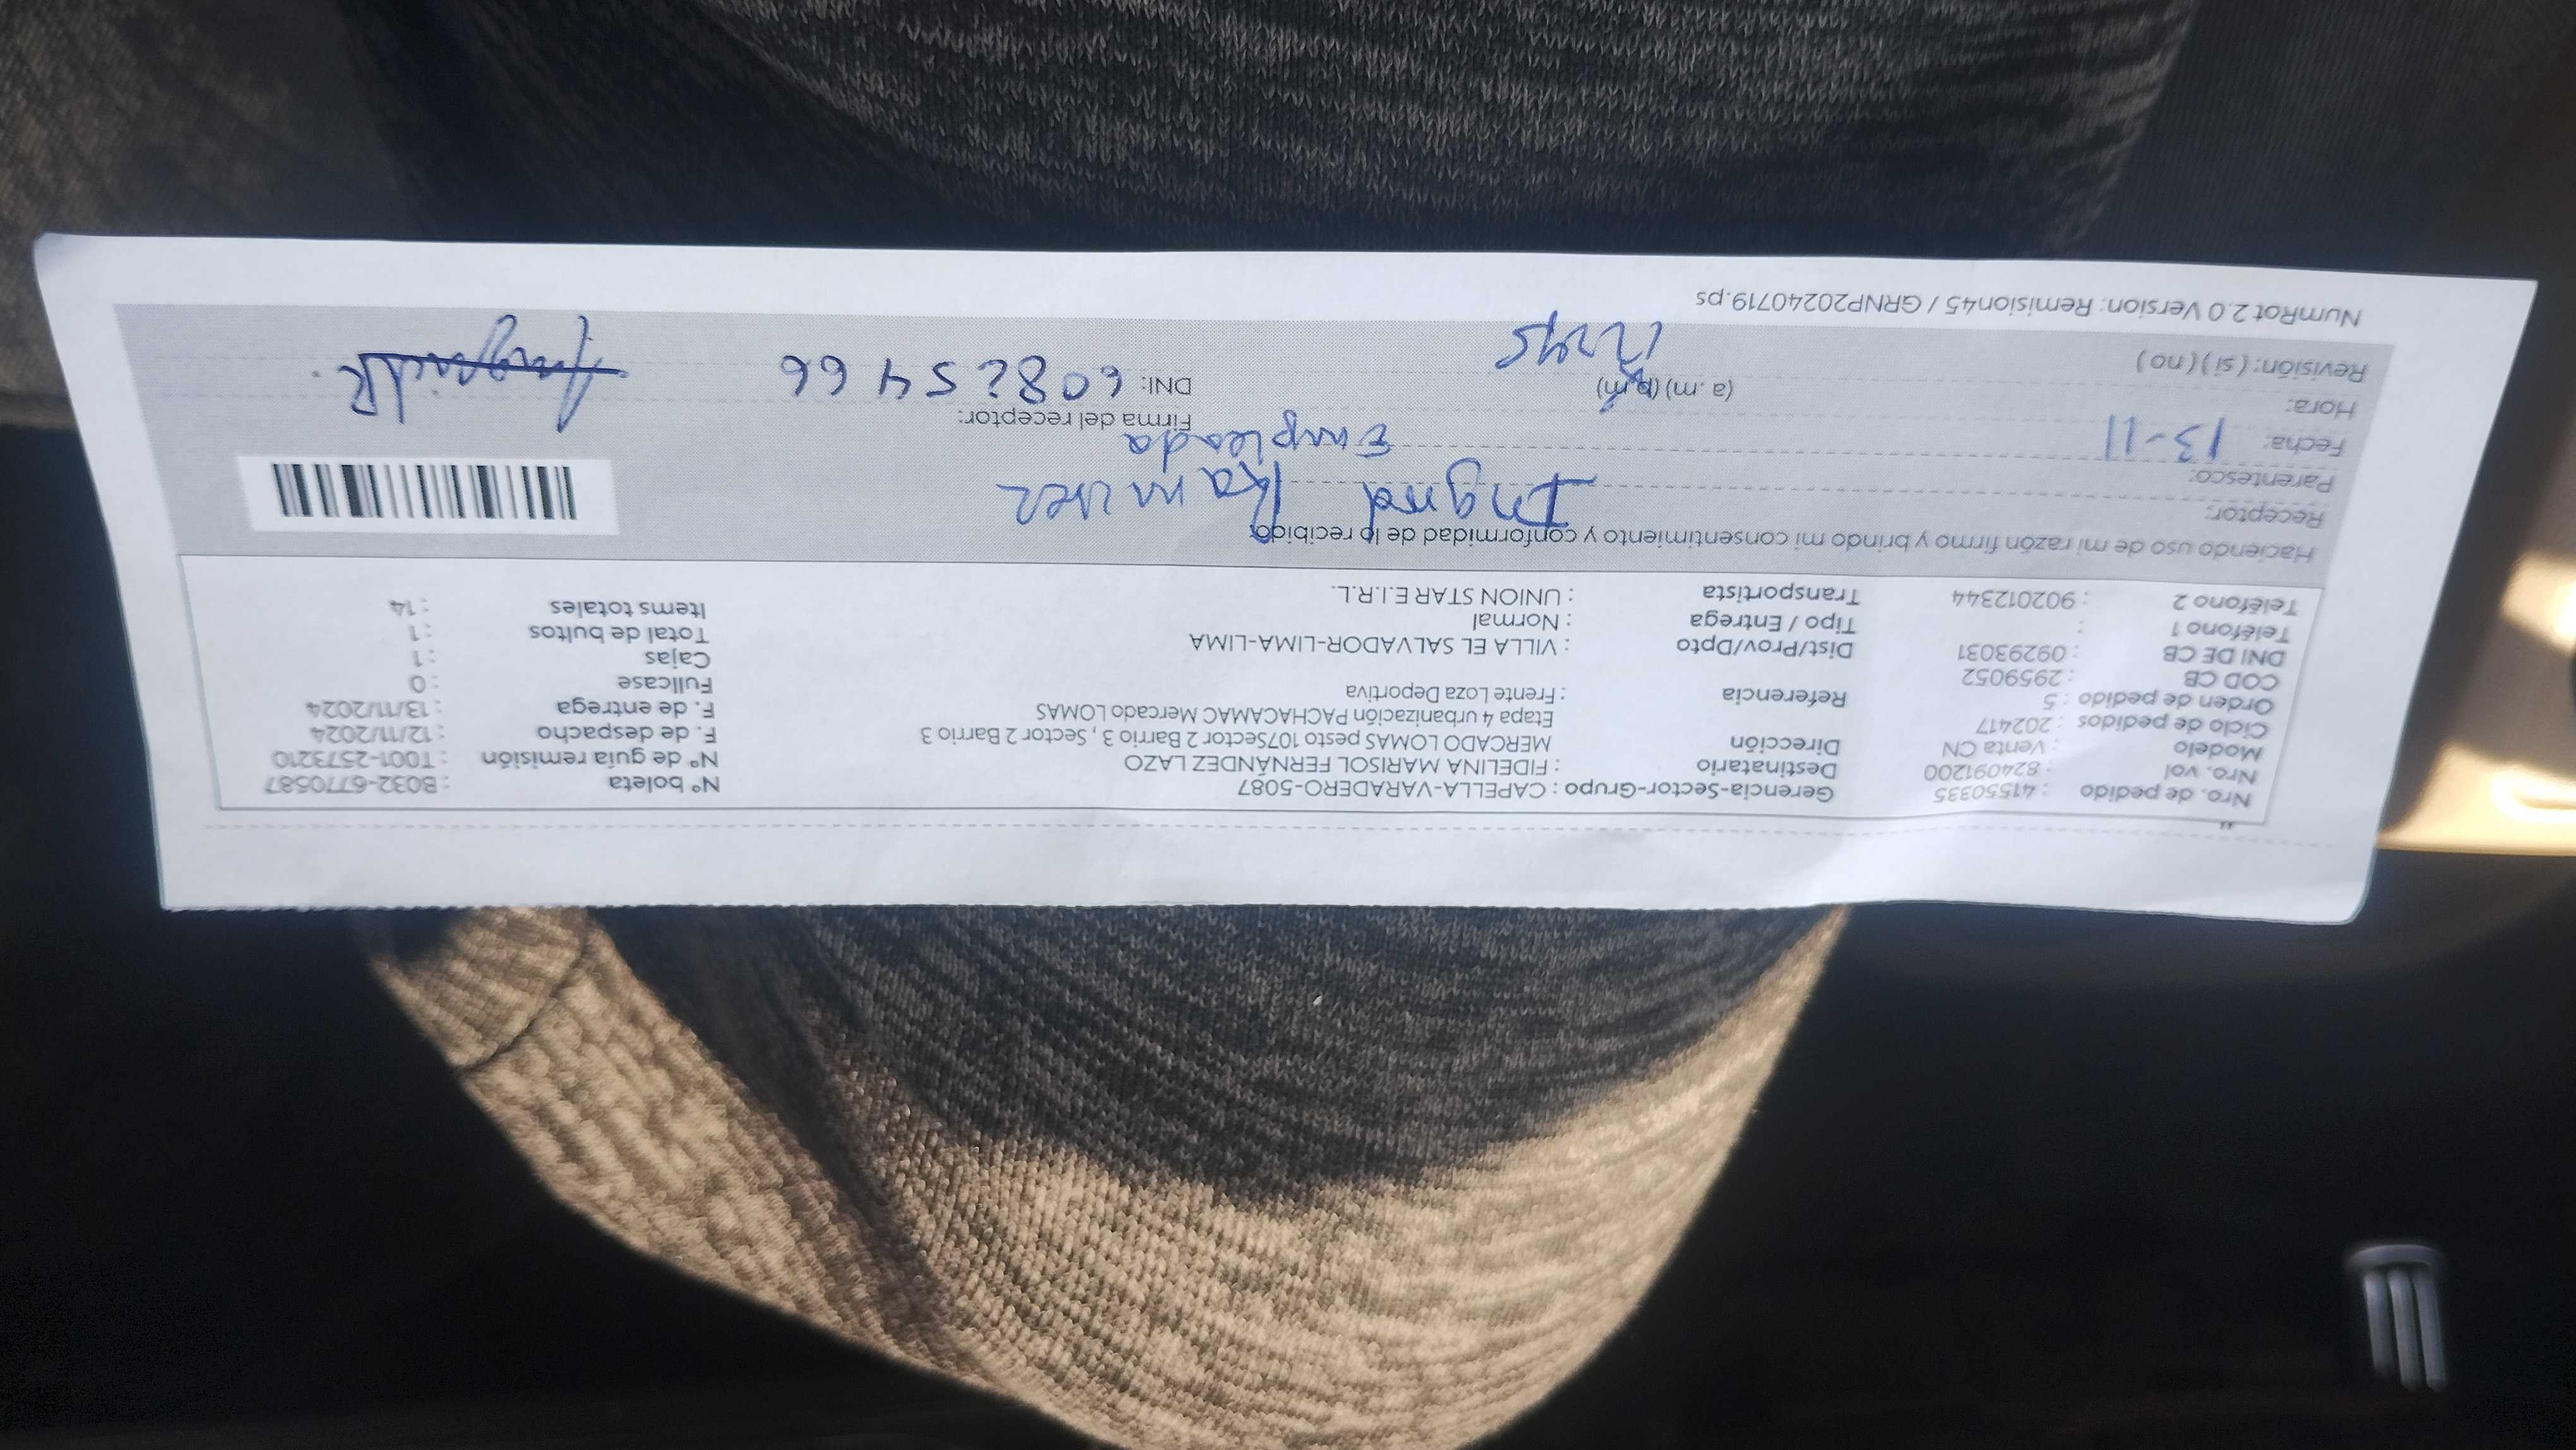 Nro. de pedido : 41550335 Gerencia-Sector-Grupo : CAPELLA-VARADERO-5087 N° boleta : B032-6770587
Nro. vol : 824091200 Destinatario : FIDELINA MARISOL FERNÁNDEZ LAZO N° de guía remisión : T001-2573210
Modelo : Venta CN Dirección MERCADO LOMAS pesto 107Sector 2 Barrio 3 , Sector 2 Barrio 3 F. de despacho : 12/11/2024
Ciclo de pedidos : 202417 Etapa 4 urbanización PACHACAMAC Mercado LOMAS F. de entrega : 13/11/2024
Orden de pedido : 5 Referencia : Frente Loza Deportiva Fullcase : 0
COD CB : 2959052 Dist/Prov/Dpto : VILLA EL SALVADOR-LIMA-LIMA Cajas : 1
DNI DE CB : 09293031 Tipo / Entrega : Normal Total de bultos : 1
Teléfono 1 : Transportista : UNION STAR E.I.R.L. Items totales : 14
Teléfono 2 : 902012344
Haciendo uso de mi razón firmo y brindo mi consentimiento y conformidad de lo recibido.
Receptor: Ramirez
Parentesco: Empleada
Fecha: 13-11 Firma del receptor:
Hora: (a.m) (p.m) DNI: 60825466
Revisión: ( si ) ( no ) 12:45
NumRot 2.0 Version: Remision45 / GRNP20240719.ps